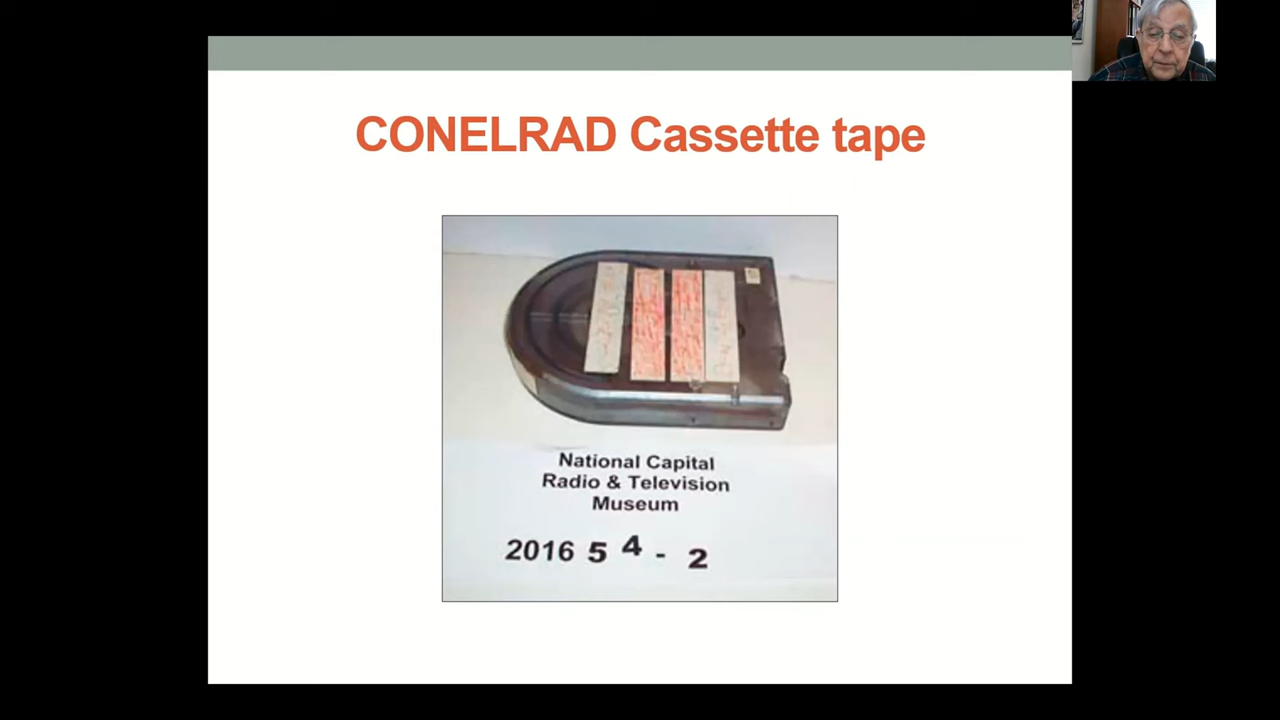 CONELRAD Cassette tape
National Capital
Radio & Television
Museum
2016 5 4 - 2